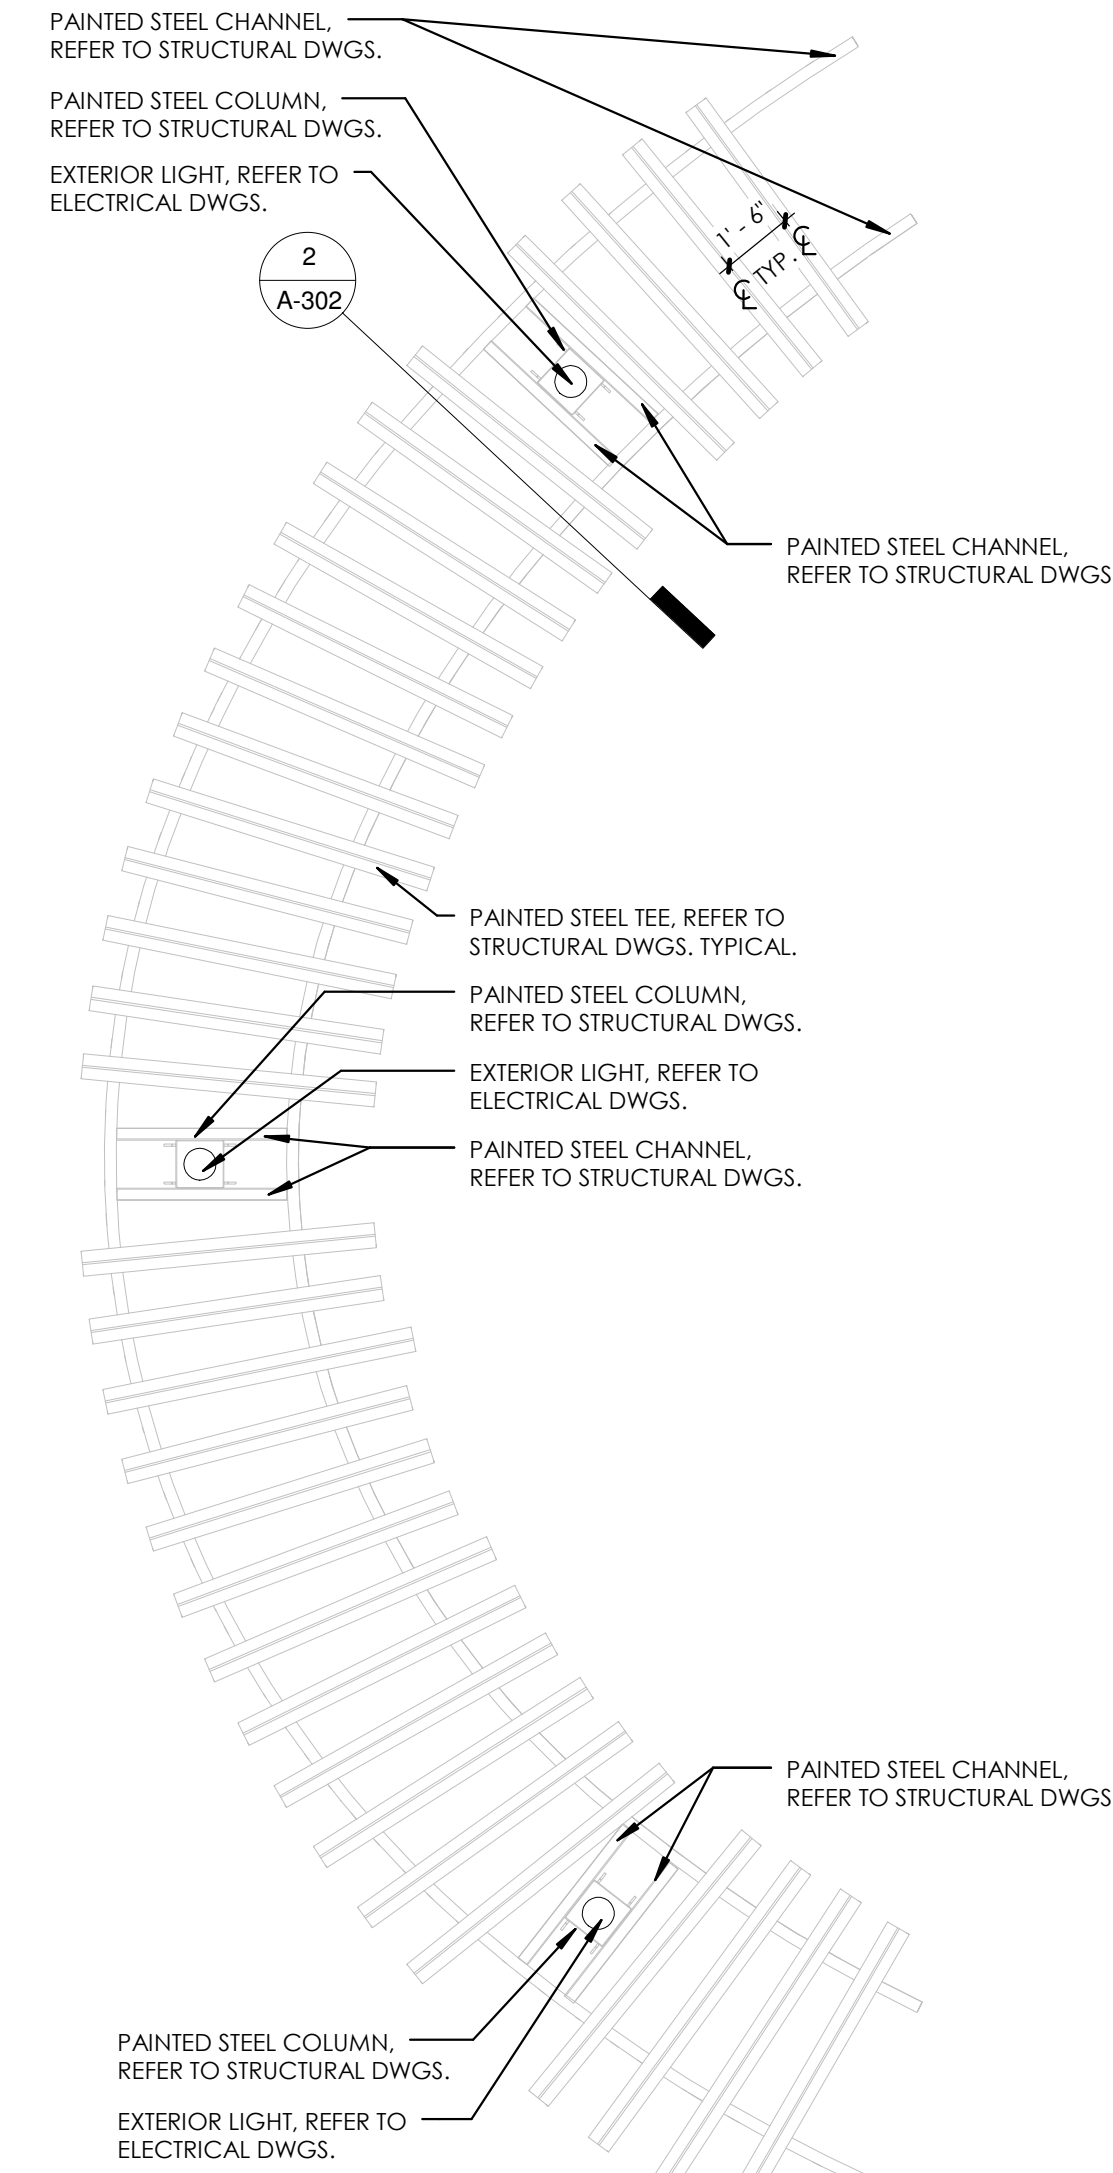 PAINTED STEEL CHANNEL,
REFER TO STRUCTURAL DWGS.
PAINTED STEEL COLUMN,
REFER TO STRUCTURAL DWGS.
EXTERIOR LIGHT, REFER TO
ELECTRICAL DWGS.
2
A-302
1' - 6"
TYP.
℄
℄
PAINTED STEEL CHANNEL,
REFER TO STRUCTURAL DWGS
PAINTED STEEL TEE, REFER TO
STRUCTURAL DWGS. TYPICAL.
PAINTED STEEL COLUMN,
REFER TO STRUCTURAL DWGS.
EXTERIOR LIGHT, REFER TO
ELECTRICAL DWGS.
PAINTED STEEL CHANNEL,
REFER TO STRUCTURAL DWGS.
PAINTED STEEL CHANNEL,
REFER TO STRUCTURAL DWGS
PAINTED STEEL COLUMN,
REFER TO STRUCTURAL DWGS.
EXTERIOR LIGHT, REFER TO
ELECTRICAL DWGS.